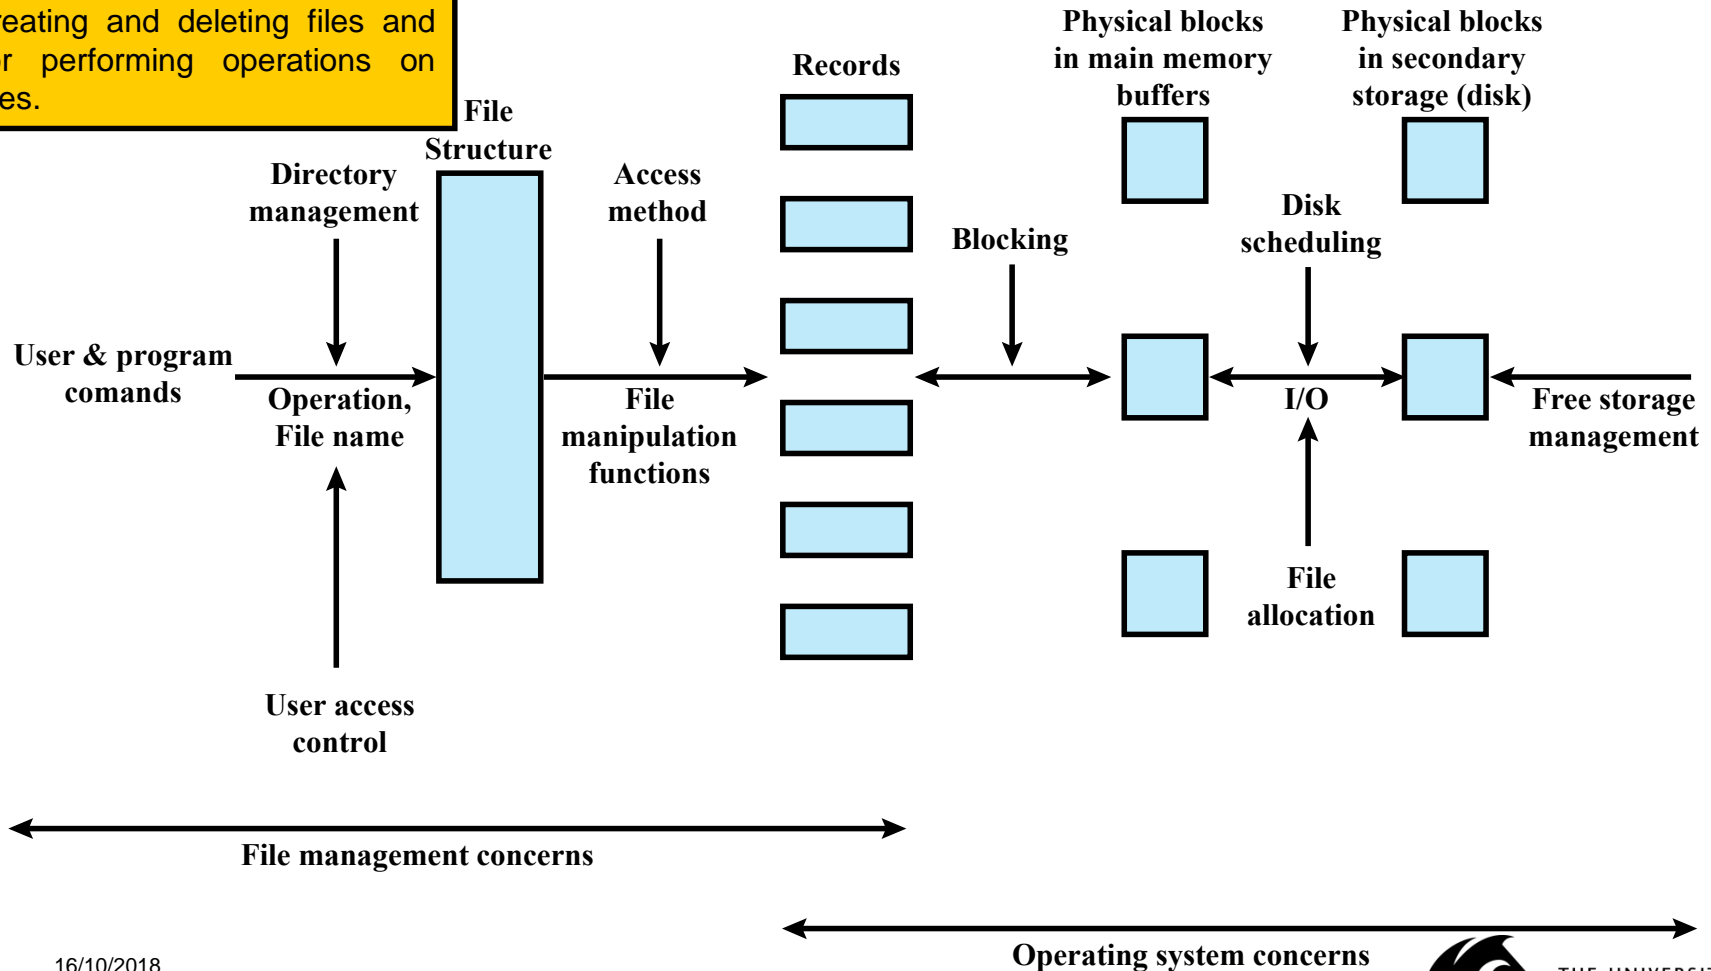 reating and deleting files and
r performing operations on
es.
Physical blocks
in main memory
buffers
Physical blocks
in secondary
storage (disk)
Records
File
Structure
Directory
management
Access
method
Disk
scheduling
Blocking
User & program
comands
Operation,
File name
File
manipulation
functions
I/O
Free storage
management
File
allocation
User access
control
File management concerns
Operating system concerns
16/10/2018
THE UNIVERSIT